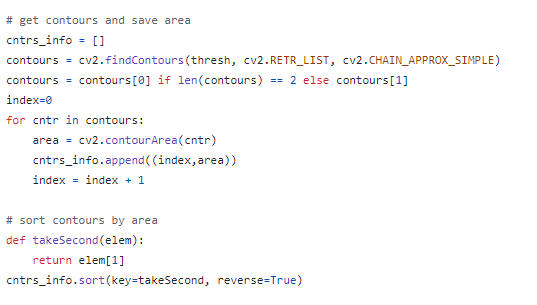 # get contours and save area
cntrs_info = []
contours = cv2.findContours(thresh, cv2.RETR_LIST, cv2.CHAIN_APPROX_SIMPLE)
contours = contours[0] if len(contours) == 2 else contours[1]
index=0
for cntr in contours:
    area = cv2.contourArea(cntr)
    cntrs_info.append((index,area))
    index = index + 1

# sort contours by area
def takeSecond(elem):
    return elem[1]
cntrs_info.sort(key=takeSecond, reverse=True)